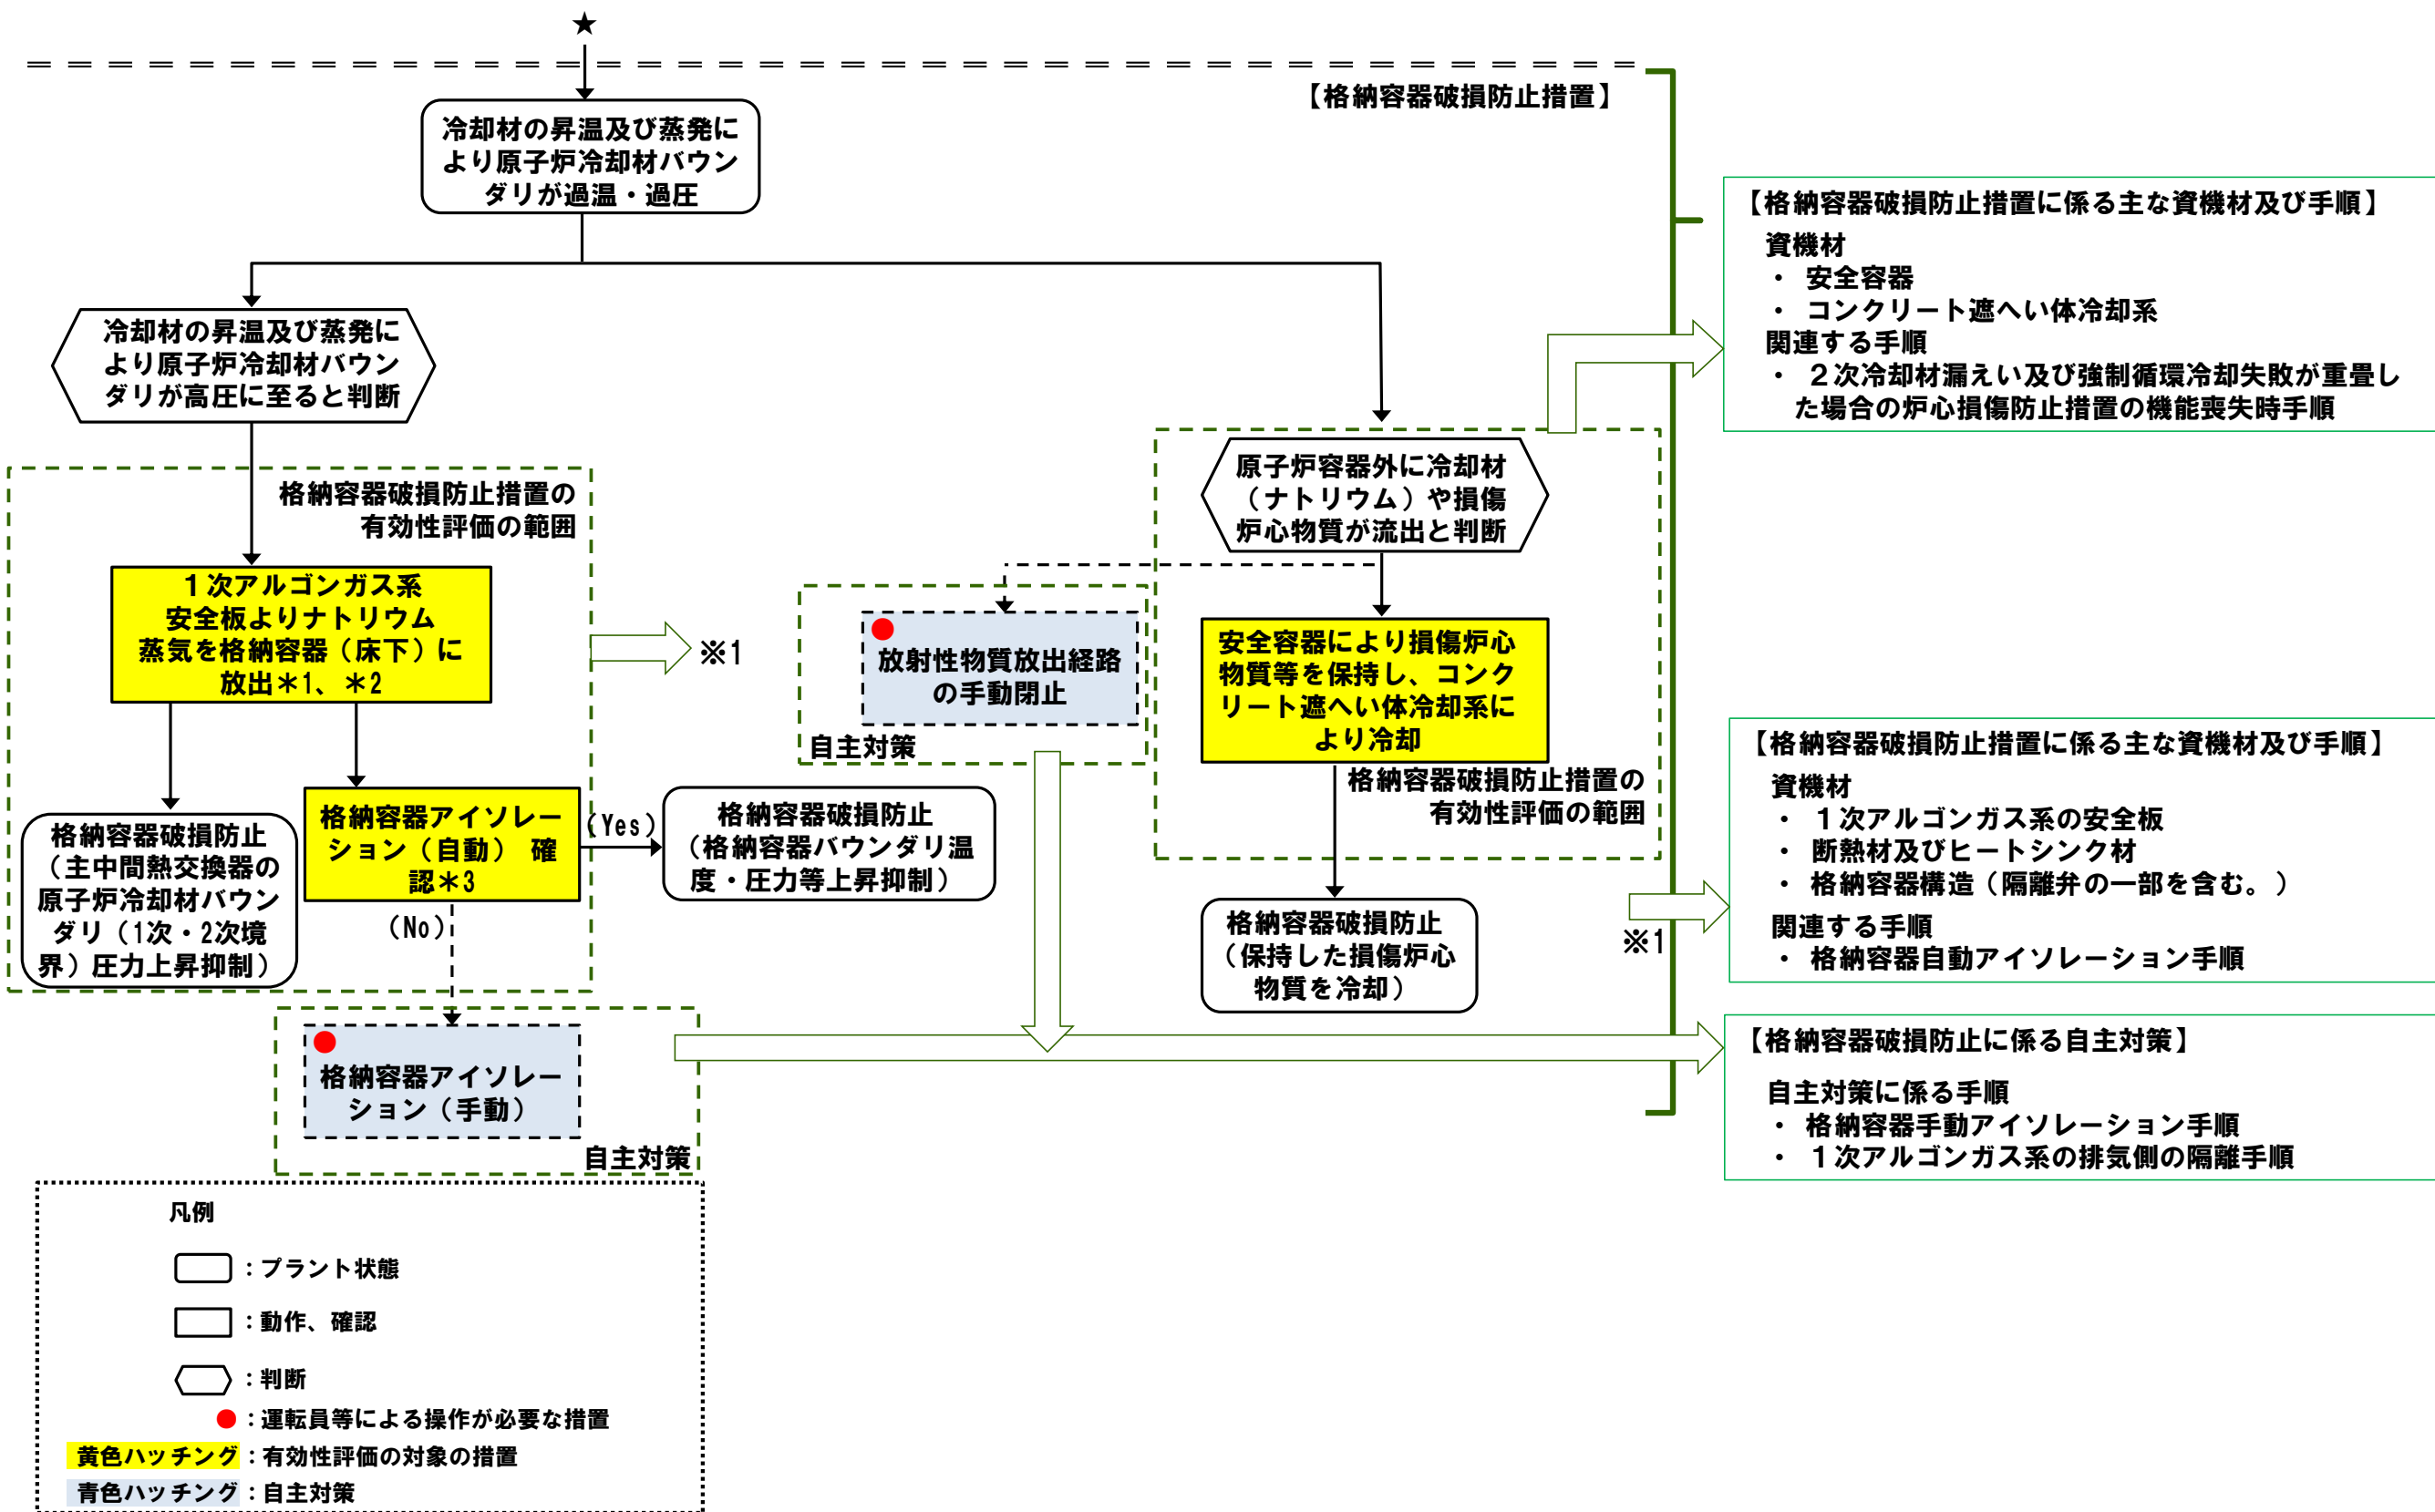 ★
【格納容器破損防止措置】
冷却材の昇温及び蒸発に
より原子炉冷却材バウン
ダリが過温・過圧
冷却材の昇温及び蒸発に
より原子炉冷却材バウン
ダリが高圧に至ると判断
格納容器破損防止措置の
有効性評価の範囲
1次アルゴンガス系
安全板よりナトリウム
蒸気を格納容器（床下）に
放出＊1、＊2
※1
格納容器破損防止
（主中間熱交換器の
原子炉冷却材バウン
ダリ（1次・2次境
界）圧力上昇抑制）
格納容器アイソレー
ション（自動） 確
認＊3
（Yes）
（No）
格納容器破損防止
（格納容器バウンダリ温
度・圧力等上昇抑制）
格納容器アイソレー
ション（手動）
自主対策
原子炉容器外に冷却材
（ナトリウム）や損傷
炉心物質が流出と判断
放射性物質放出経路
の手動閉止
自主対策
安全容器により損傷炉心
物質等を保持し、コンク
リート遮へい体冷却系に
より冷却
格納容器破損防止措置の
有効性評価の範囲
格納容器破損防止
（保持した損傷炉心
物質を冷却）
※1
【格納容器破損防止措置に係る主な資機材及び手順】
資機材
・ 安全容器
・ コンクリート遮へい体冷却系
関連する手順
・ 2次冷却材漏えい及び強制循環冷却失敗が重畳し
た場合の炉心損傷防止措置の機能喪失時手順
【格納容器破損防止措置に係る主な資機材及び手順】
資機材
・ 1次アルゴンガス系の安全板
・ 断熱材及びヒートシンク材
・ 格納容器構造（隔離弁の一部を含む。）
関連する手順
・ 格納容器自動アイソレーション手順
【格納容器破損防止に係る自主対策】
自主対策に係る手順
・ 格納容器手動アイソレーション手順
・ 1次アルゴンガス系の排気側の隔離手順
凡例
：プラント状態
：動作、確認
：判断
：運転員等による操作が必要な措置
黄色ハッチング：有効性評価の対象の措置
青色ハッチング：自主対策